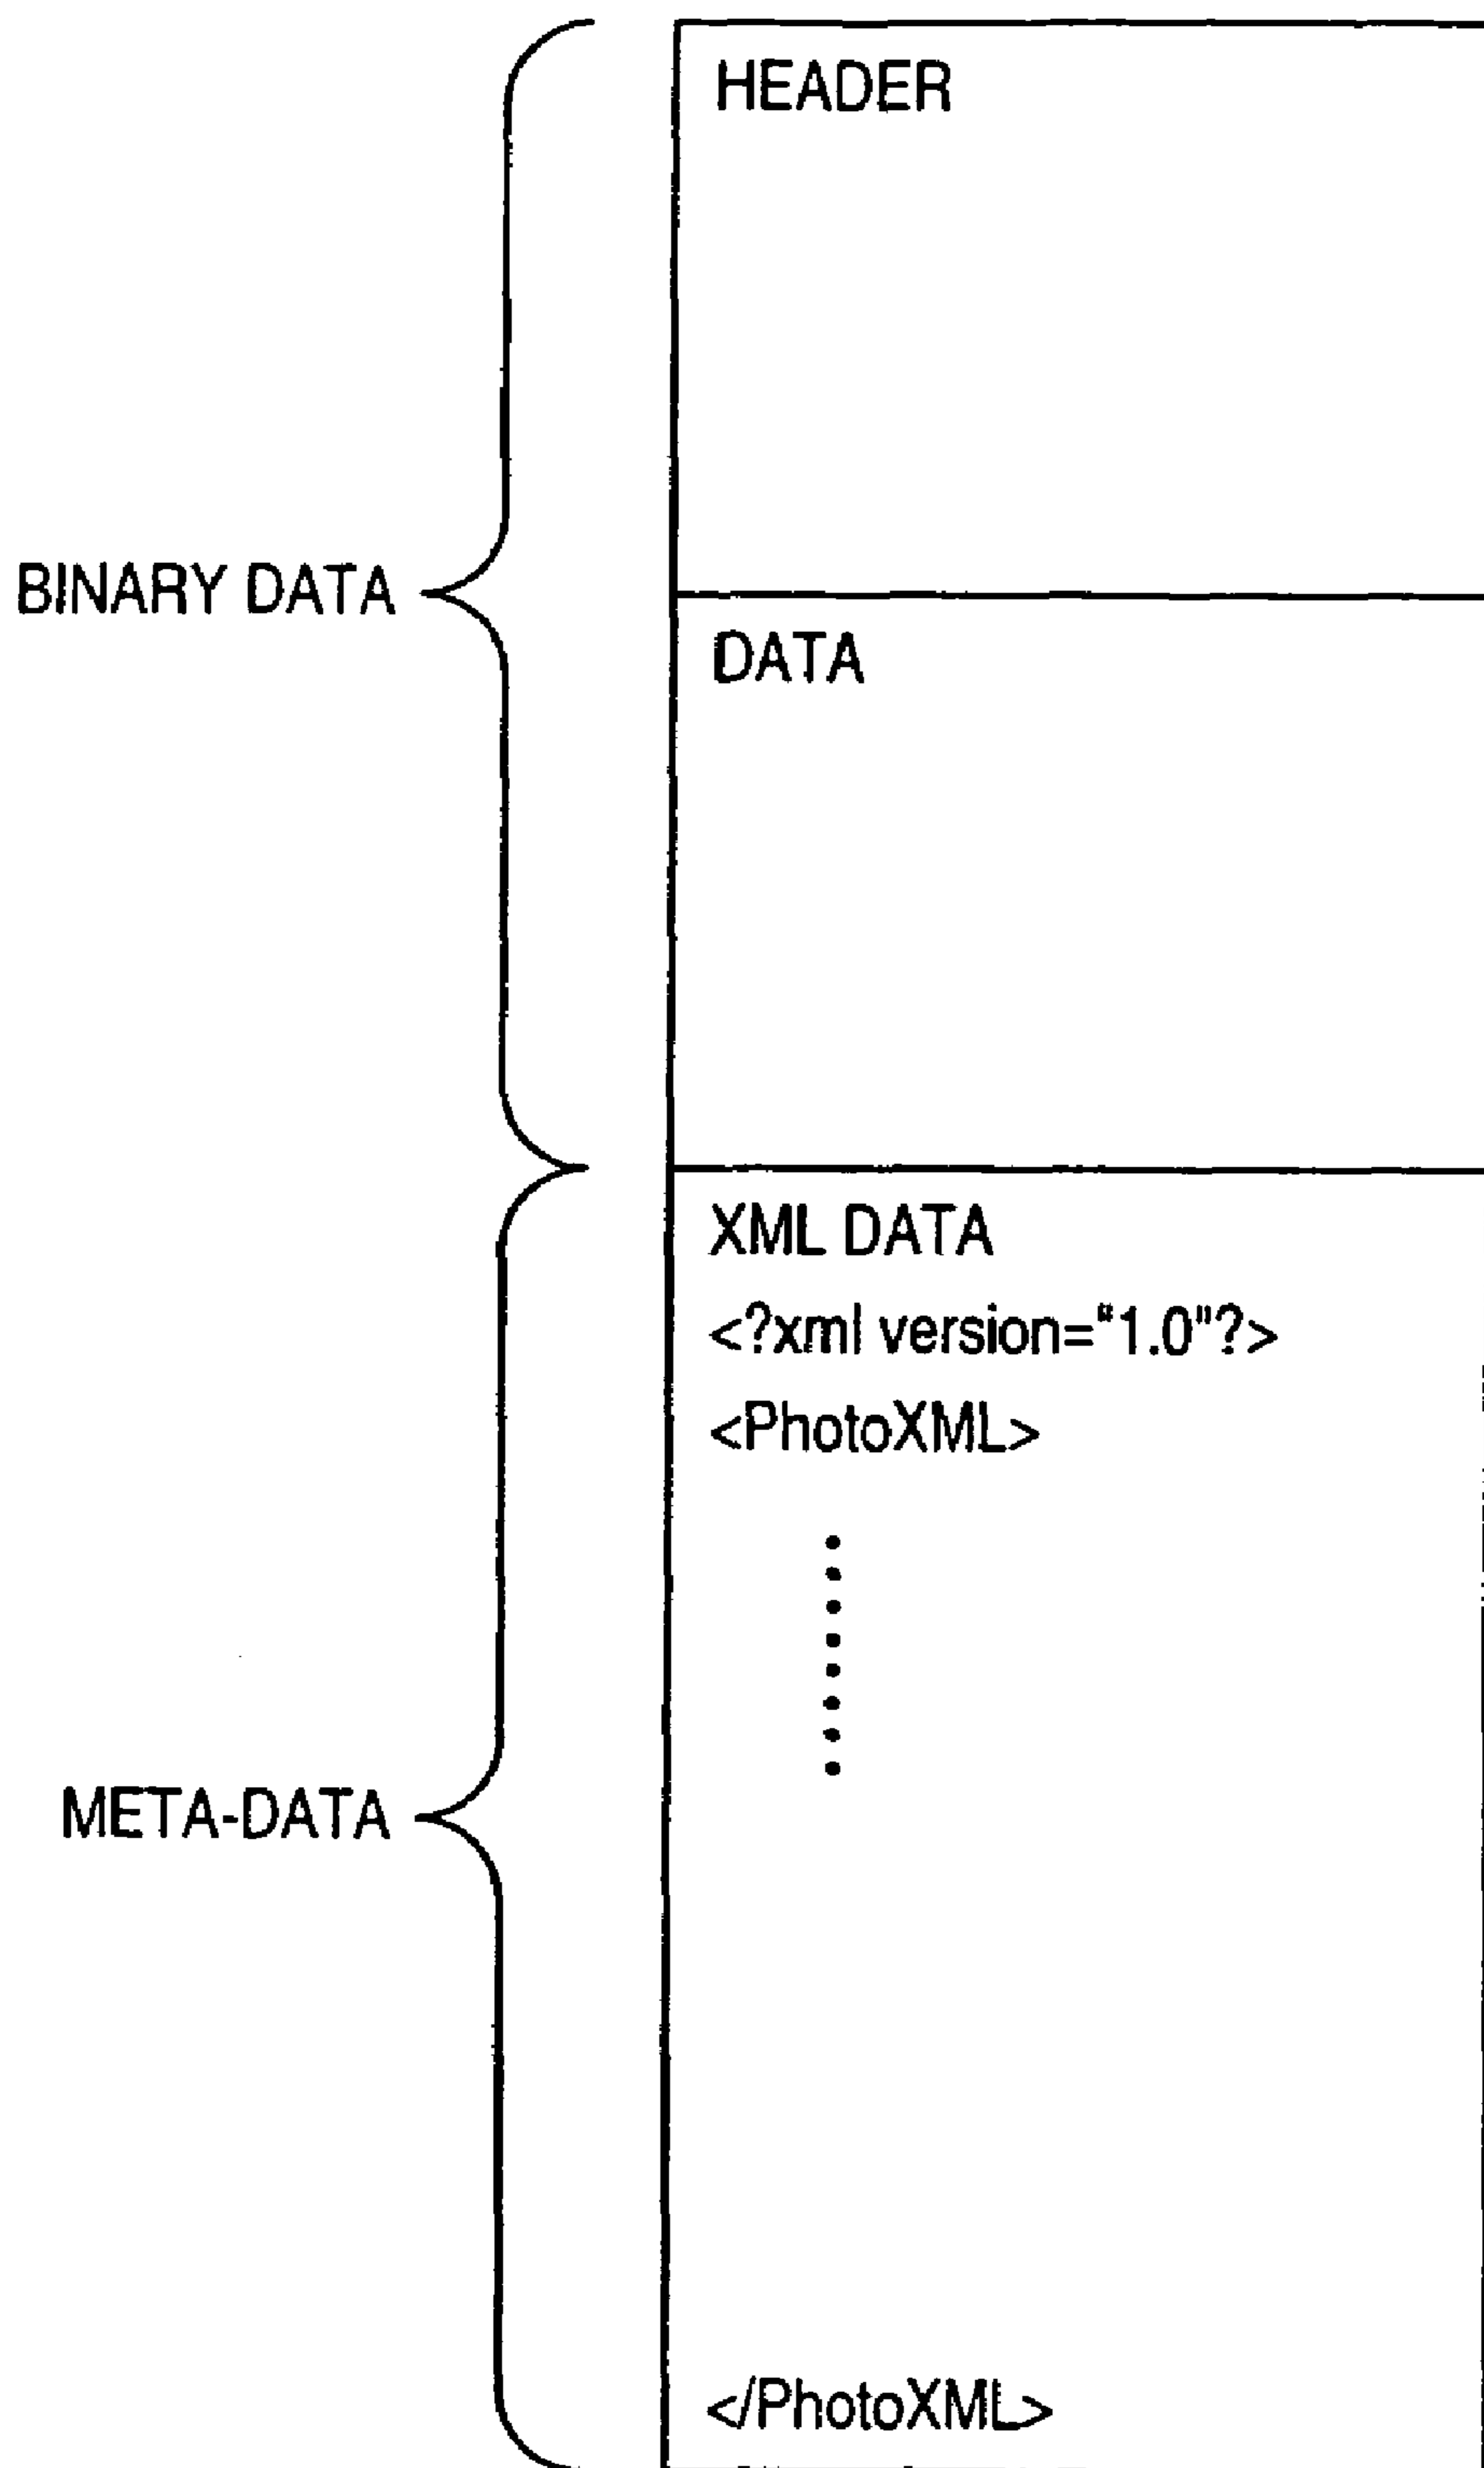 HEADER
BINARY DATA
DATA
XML DATA
<?xml version=“1.0"?>
<PhotoXML>
META-DATA
</PhotoXML>